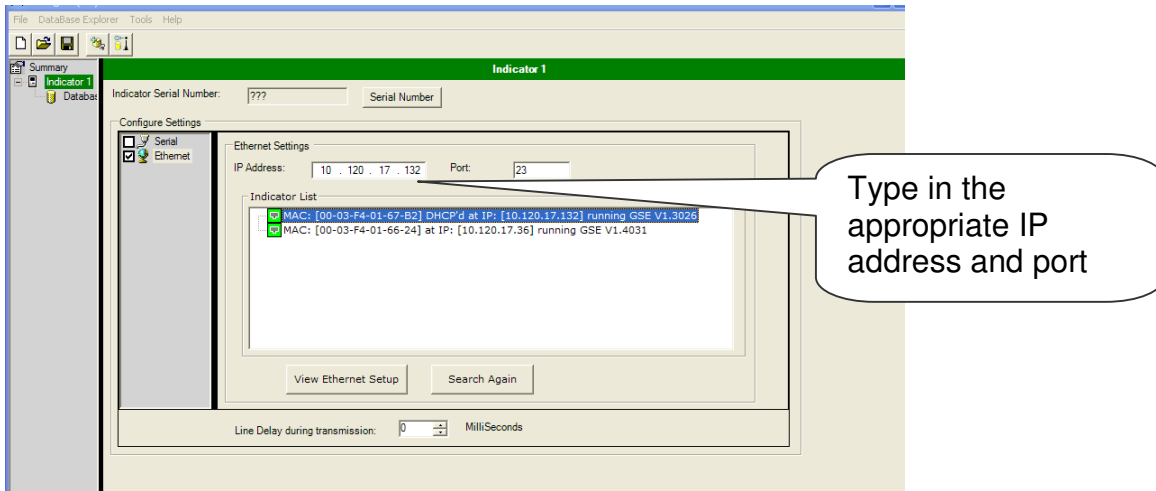 File DataBase Explorer Tools Help
Summary
Indicator 1
Databas
Indicator 1
Indicator Serial Number: ??? Serial Number
Configure Settings
Serial
Ethernet
Ethernet Settings
IP Address: 10 . 120 . 17 . 132 Port: 23
Indicator List
MAC: [00-03-F4-01-67-B2] DHCP'd at IP: [10.120.17.132] running GSE V1.3026
MAC: [00-03-F4-01-66-24] at IP: [10.120.17.36] running GSE V1.4031
View Ethernet Setup Search Again
Line Delay during transmission: 0 MilliSeconds
Type in the
appropriate IP
address and port